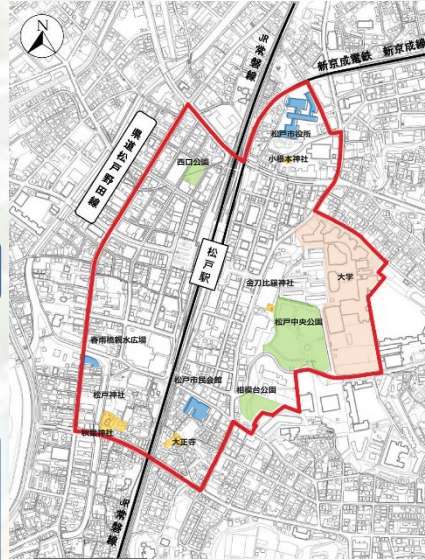 N
JR常磐線
新京成電鉄 新京成線
松戸市役所
小根本神社
県道松戸野田線
西口公園
松戸駅
大学
金刀比羅神社
松戸中央公園
春雨橋親水広場
松戸市民会館
相模台公園
松戸神社
秋葉神社
大正寺
JR常磐線